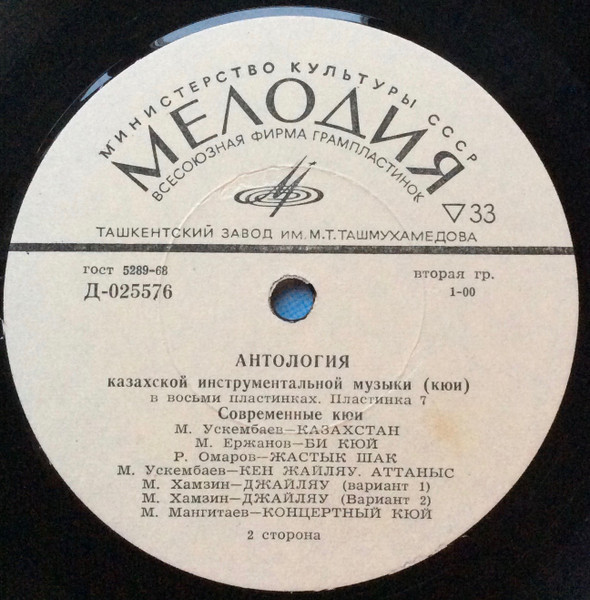 МИНИСТЕРСТВО КУЛЬТУРЫ СССР
МЕЛОДИЯ
ВСЕСОЮЗНАЯ ФИРМА ГРАМПЛАСТИНОК
▽33
ТАШКЕНТСКИЙ ЗАВОД ИМ. М.Т.ТАШМУХАМЕДОВА
гост 5289-68
вторая гр.
Д-025576
1-00
АНТОЛОГИЯ
казахской инструментальной музыки (кюи)
в восьми пластинках. Пластинка 7
Современные кюи
М. Ускембаев—КАЗАХСТАН
М. Ержанов—БИ КЮЙ
Р. Омаров—ЖАСТЫК ШАК
М. Ускембаев—КЕН ЖАЙЛЯУ. АТТАНЫС
М. Хамзин—ДЖАЙЛЯУ (вариант 1)
М. Хамзин—ДЖАЙЛЯУ (Вариант 2)
М. Мангитаев—КОНЦЕРТНЫЙ КЮЙ
2 сторона